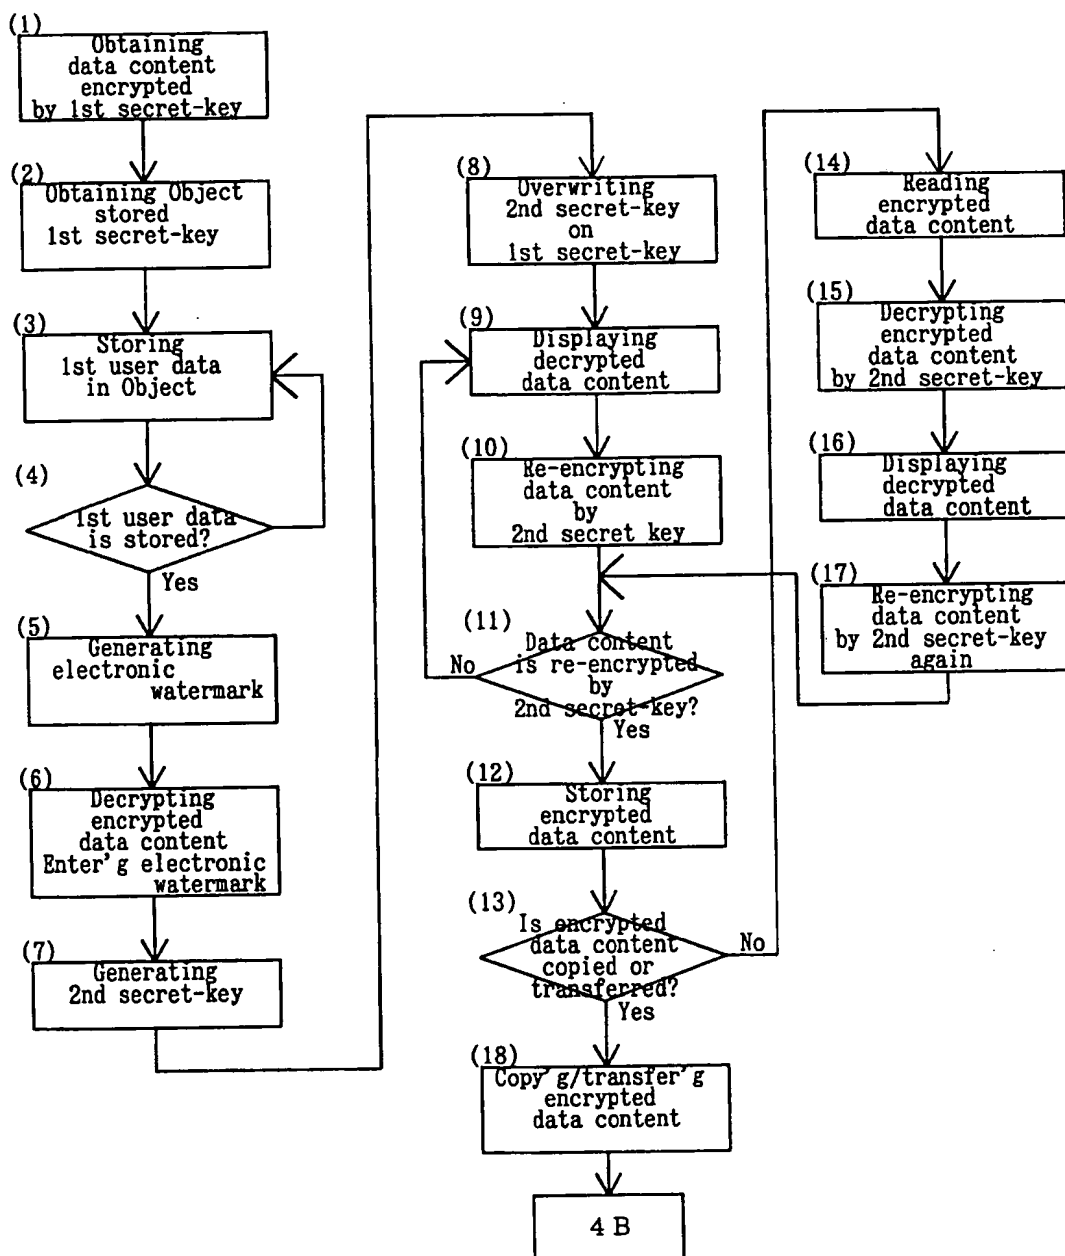 (1)
Obtaining
data content
encrypted
by 1st secret-key
(2)
Obtaining Object
stored
1st secret-key
(3)
Storing
1st user data
in Object
(4)
1st user data
is stored?
Yes
(5)
Generating
electronic
watermark
(6)
Decrypting
encrypted
data content
Enter'g electronic
watermark
(7)
Generating
2nd secret-key
(8)
Overwriting
2nd secret-key
on
1st secret-key
(9)
Displaying
decrypted
data content
(10)
Re-encrypting
data content
by
2nd secret key
(11)
Data content
is re-encrypted
by
2nd secret-key?
No
Yes
(12)
Storing
encrypted
data content
(13)
Is encrypted
data content
copied or
transferred?
No
Yes
(14)
Reading
encrypted
data content
(15)
Decrypting
encrypted
data content
by 2nd secret-key
(16)
Displaying
decrypted
data content
(17)
Re-encrypting
data content
by 2nd secret-key
again
(18)
Copy'g/transfer'g
encrypted
data content
4 B